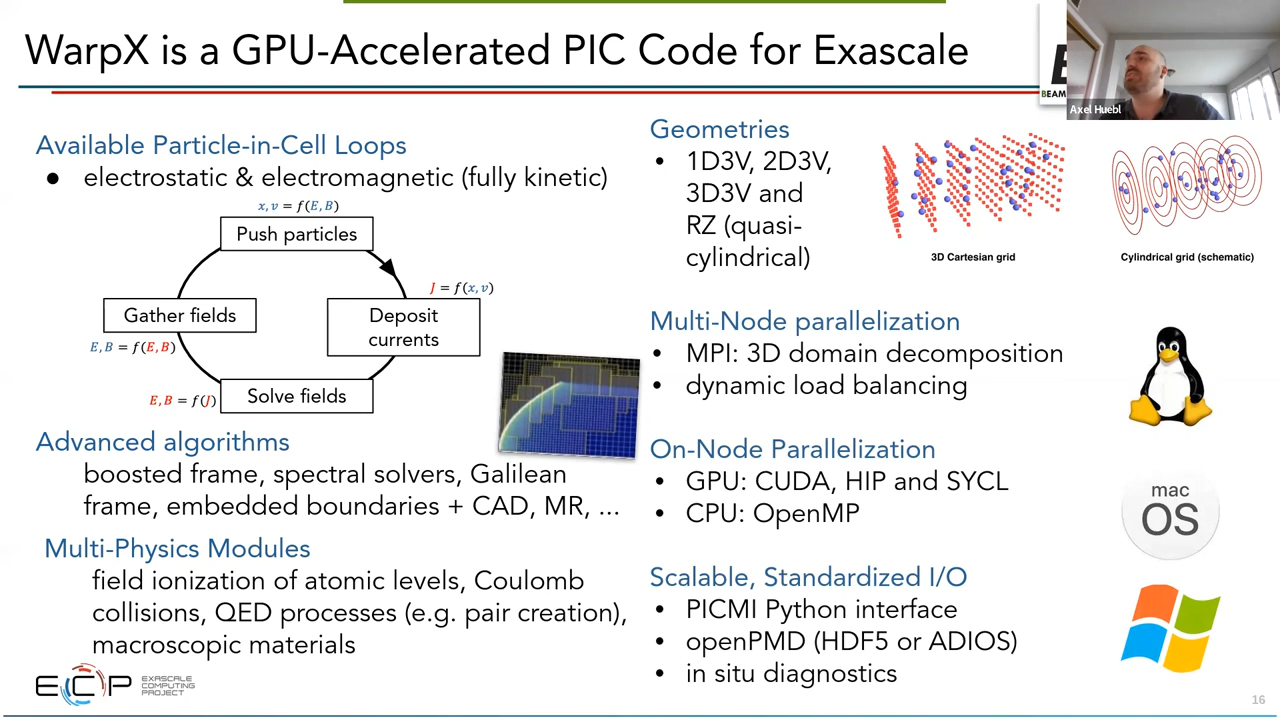 WarpX is a GPU-Accelerated PIC Code for Exascale
BEAM
Axel Huebl
Available Particle-in-Cell Loops
● electrostatic & electromagnetic (fully kinetic)
x, v = f(E, B)
Push particles
J = f(x, v)
Gather fields
Deposit
currents
E, B = f(E, B)
E, B = f(J)
Solve fields
Advanced algorithms
boosted frame, spectral solvers, Galilean
frame, embedded boundaries + CAD, MR, ...
Multi-Physics Modules
field ionization of atomic levels, Coulomb
collisions, QED processes (e.g. pair creation),
macroscopic materials
ECP
EXASCALE
COMPUTING
PROJECT
Geometries
• 1D3V, 2D3V,
3D3V and
RZ (quasi-
cylindrical)
3D Cartesian grid
Cylindrical grid (schematic)
Multi-Node parallelization
• MPI: 3D domain decomposition
• dynamic load balancing
On-Node Parallelization
• GPU: CUDA, HIP and SYCL
• CPU: OpenMP
mac
OS
Scalable, Standardized I/O
• PICMI Python interface
• openPMD (HDF5 or ADIOS)
• in situ diagnostics
16